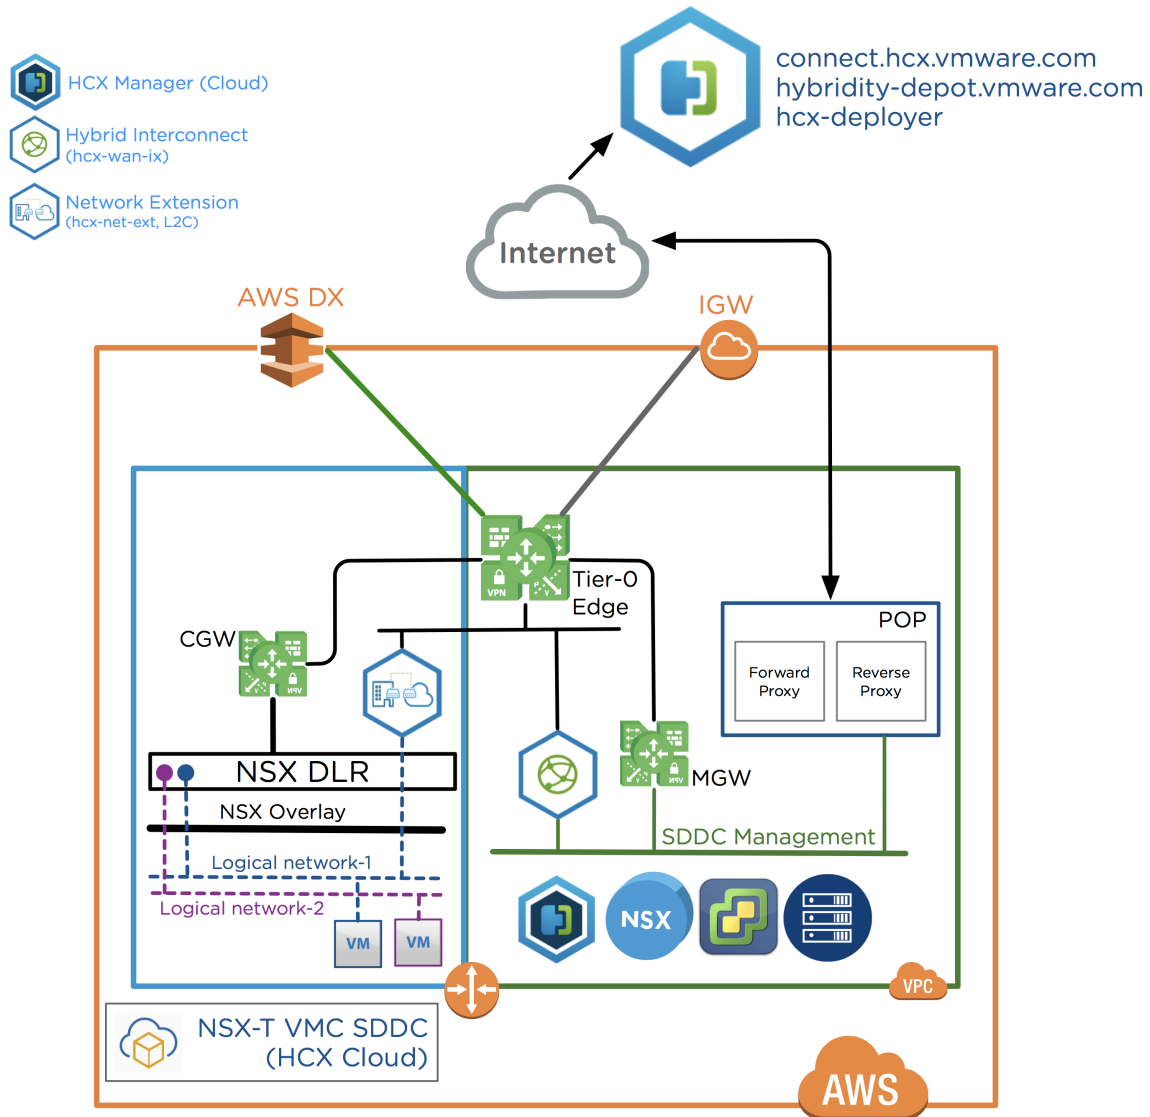 connect.hcx.vmware.com
hybridity-depot.vmware.com
hcx-deployer
HCX Manager (Cloud)
Hybrid Interconnect
(hcx-wan-ix)
Network Extension
(hcx-net-ext, L2C)
Internet
AWS DX
IGW
VPN
Tier-0
Edge
CGW
VPN
POP
Forward
Proxy
Reverse
Proxy
NSX DLR
MGW
VPN
NSX Overlay
SDDC Management
Logical network-1
Logical network-2
NSX
VM
VM
VPC
NSX-T VMC SDDC
(HCX Cloud)
AWS